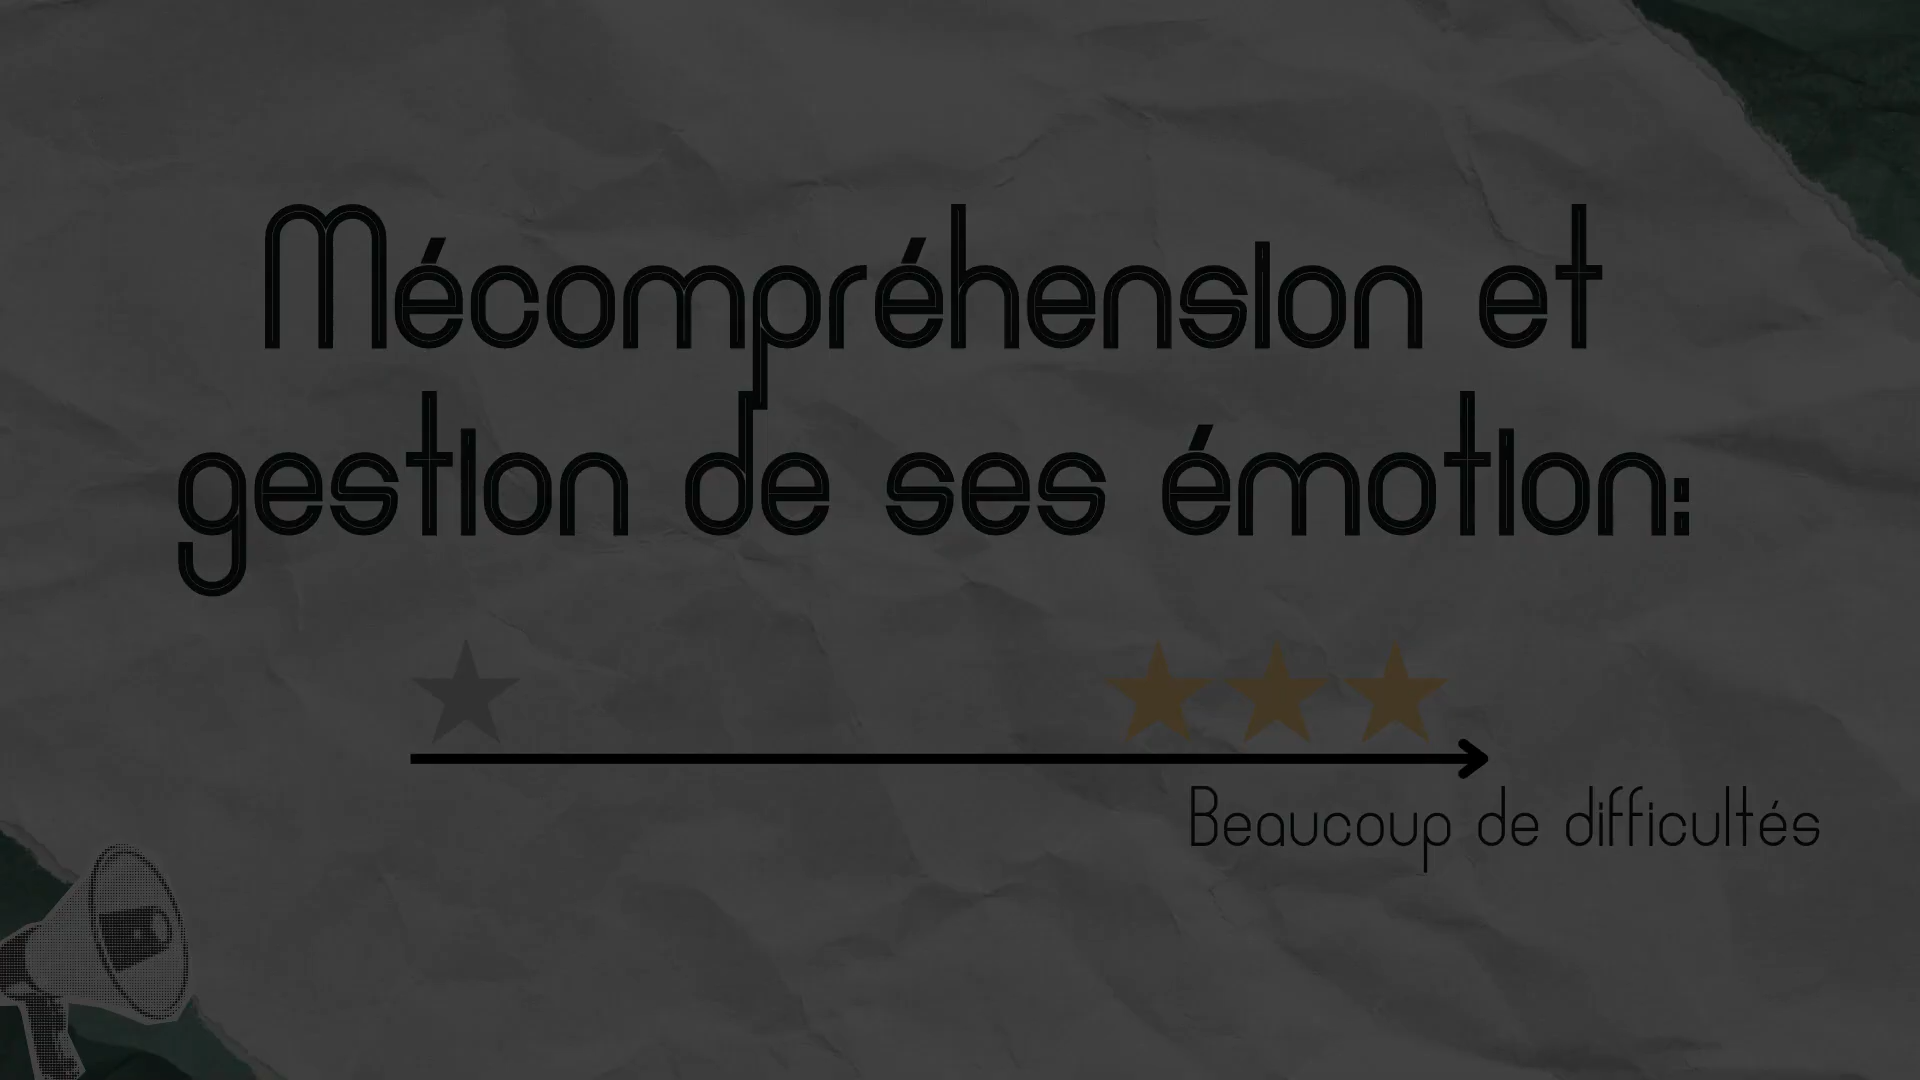 Mécompréhension et
gestion de ses émotion:
Beaucoup de difficultés